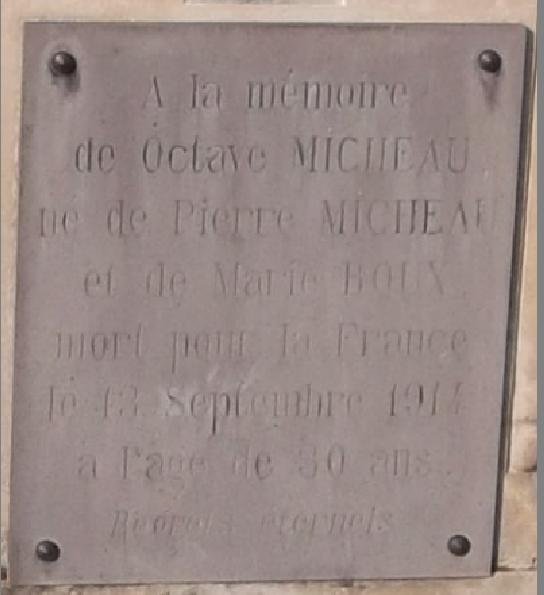 A la mémoire
de Octave MICHEAU
né de Pierre MICHEAU
et de Marie BOUX
mort pour la France
le 13 Septembre 1914
à l'âge de 30 ans
Regrets éternels